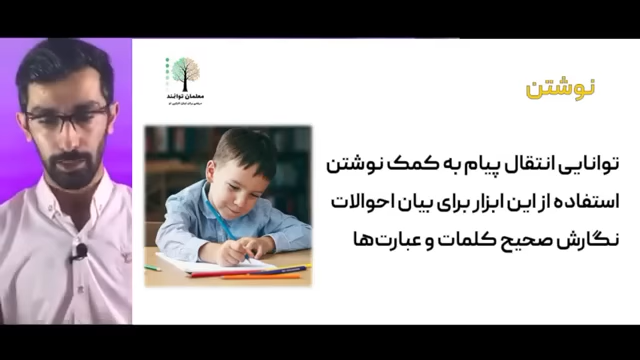 نوشتن
معلمان توانمند
توانایی انتقال پیام به کمک نوشتن
استفاده از این ابزار برای بیان احوالات
نگارش صحیح کلمات و عبارت‌ها